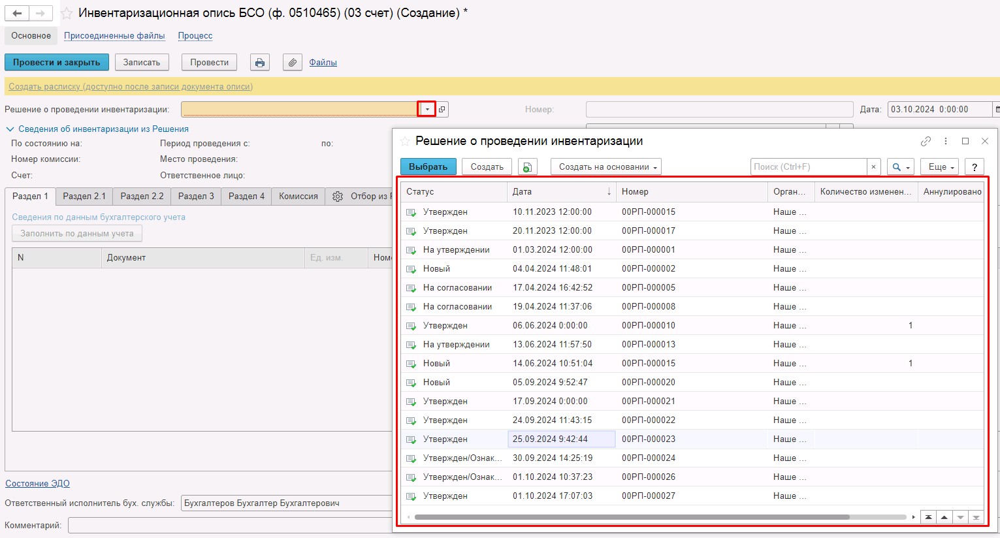 Инвентаризационная опись БСО (ф. 0510465) (03 счет) (Создание) *
Основное Присоединенные файлы Процесс
Провести и закрыть Записать Провести Файлы
Создать расписку (доступно после записи документа описи)
Решение о проведении инвентаризации: Номер: Дата: 03.10.2024 0:00:00
Сведения об инвентаризации из Решения
По состоянию на: Период проведения с: по:
Номер комиссии: Место проведения:
Счет: Ответственное лицо:
Раздел 1 Раздел 2.1 Раздел 2.2 Раздел 3 Раздел 4 Комиссия Отбор из
Сведения по данным бухгалтерского учета
Заполнить по данным учета
N Документ Ед. изм. Ном
Состояние ЭДО
Ответственный исполнитель бух. службы: Бухгалтеров Бухгалтер Бухгалтерович
Комментарий:
Решение о проведении инвентаризации
Выбрать Создать Создать на основании Поиск (Ctrl+F) × Еще ?
Статус Дата ↓ Номер Орган... Количество изменен... Аннулировано
Утвержден 10.11.2023 12:00:00 00РП-000015 Наше ...
Утвержден 20.11.2023 12:00:00 00РП-000017 Наше ...
На утверждении 01.03.2024 12:00:00 00РП-000001 Наше ...
Новый 04.04.2024 11:48:01 00РП-000002 Наше ...
На согласовании 17.04.2024 16:42:52 00РП-000005 Наше ...
На согласовании 19.04.2024 11:37:06 00РП-000008 Наше ...
Утвержден 06.06.2024 0:00:00 00РП-000010 Наше ... 1
На утверждении 13.06.2024 11:57:50 00РП-000013 Наше ...
Новый 14.06.2024 10:51:04 00РП-000015 Наше ... 1
Новый 05.09.2024 9:52:47 00РП-000020 Наше ...
Утвержден 17.09.2024 0:00:00 00РП-000021 Наше ...
Утвержден 24.09.2024 11:43:15 00РП-000022 Наше ...
Утвержден 25.09.2024 9:42:44 00РП-000023 Наше ...
Утвержден/Ознак... 30.09.2024 14:25:19 00РП-000024 Наше ...
Утвержден/Ознак... 01.10.2024 10:37:23 00РП-000026 Наше ...
Утвержден 01.10.2024 17:07:03 00РП-000027 Наше ...